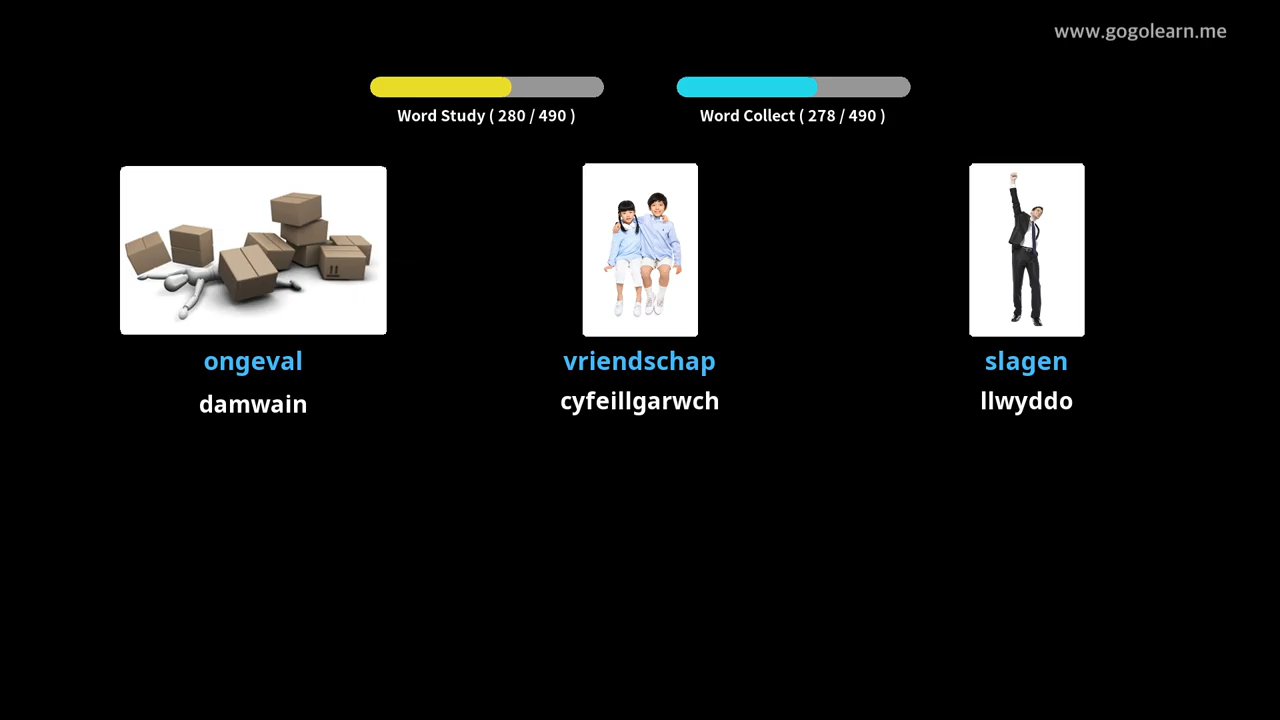 www.gogolearn.me
Word Study ( 280 / 490 )
Word Collect ( 278 / 490 )
ongeval
vriendschap
slagen
damwain
cyfeillgarwch
llwyddo